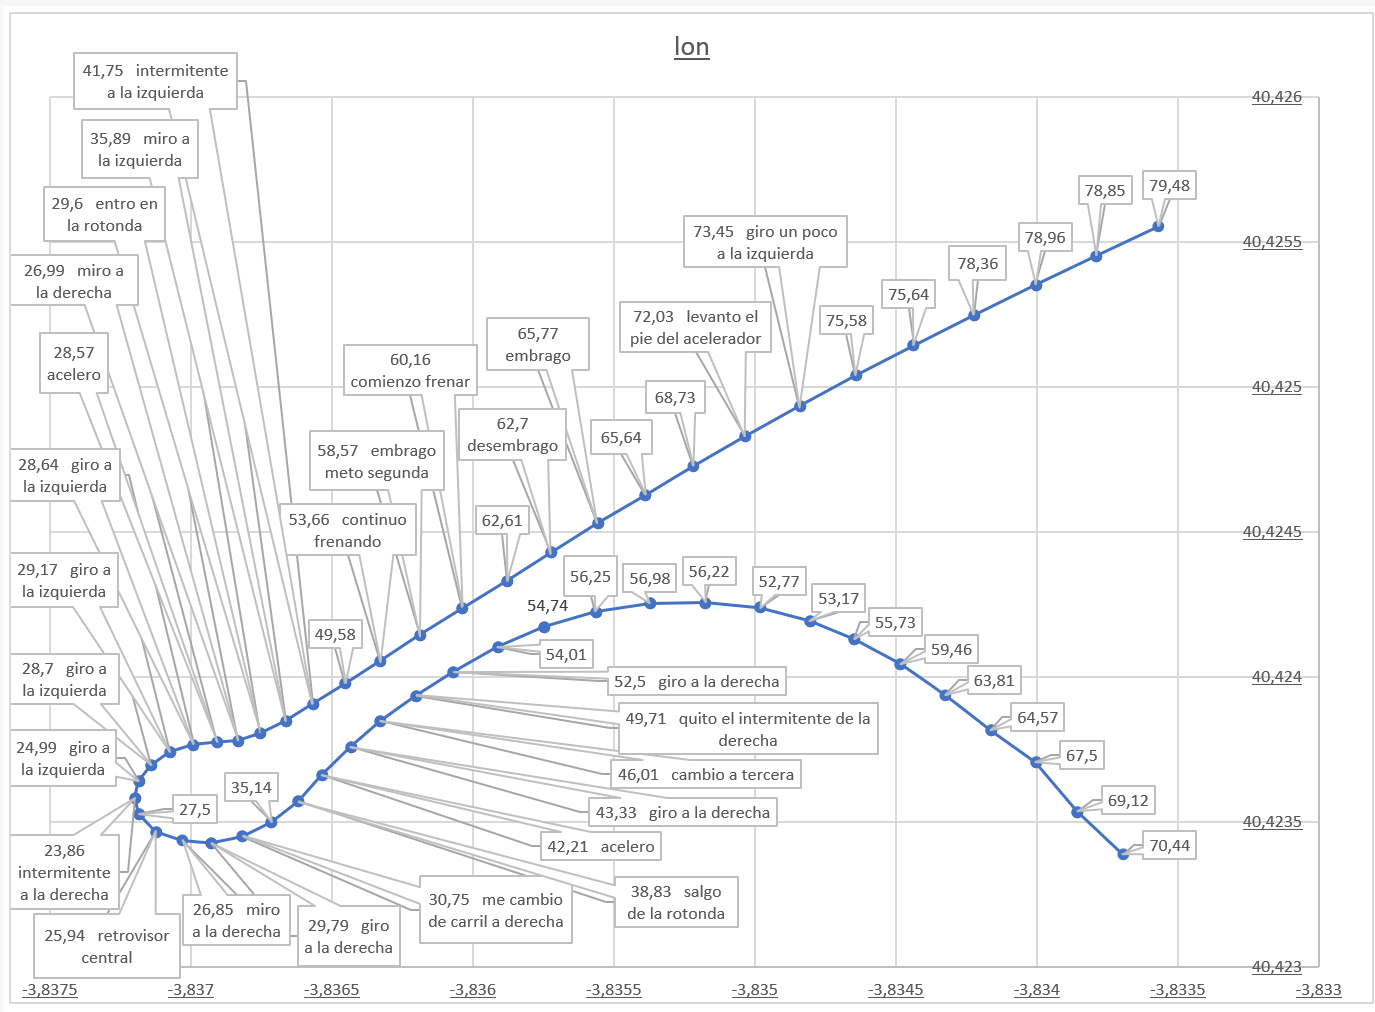 lon
41,75 intermitente
a la izquierda
35,89 miro a
la izquierda
29,6 entro en
la rotonda
26,99 miro a
la derecha
28,57
acelero
28,64 giro a
la izquierda
29,17 giro a
la izquierda
28,7 giro a
la izquierda
24,99 giro a
la izquierda
23,86
intermitente
a la derecha
25,94 retrovisor
central
27,5
26,85 miro
a la derecha
29,79 giro
a la derecha
35,14
30,75 me cambio
de carril a derecha
38,83 salgo
de la rotonda
42,21 acelero
43,33 giro a la derecha
46,01 cambio a tercera
49,71 quito el intermitente de la
derecha
52,5 giro a la derecha
54,01
54,74
56,25
56,98
56,22
52,77
53,17
55,73
59,46
63,81
64,57
67,5
69,12
70,44
49,58
53,66 continuo
frenando
58,57 embrago
meto segunda
60,16
comienzo frenar
62,61
62,7
desembrago
65,77
embrago
65,64
68,73
72,03 levanto el
pie del acelerador
73,45 giro un poco
a la izquierda
75,58
75,64
78,36
78,96
78,85
79,48
40,426
40,4255
40,425
40,4245
40,424
40,4235
40,423
-3,8375
-3,837
-3,8365
-3,836
-3,8355
-3,835
-3,8345
-3,834
-3,8335
-3,833